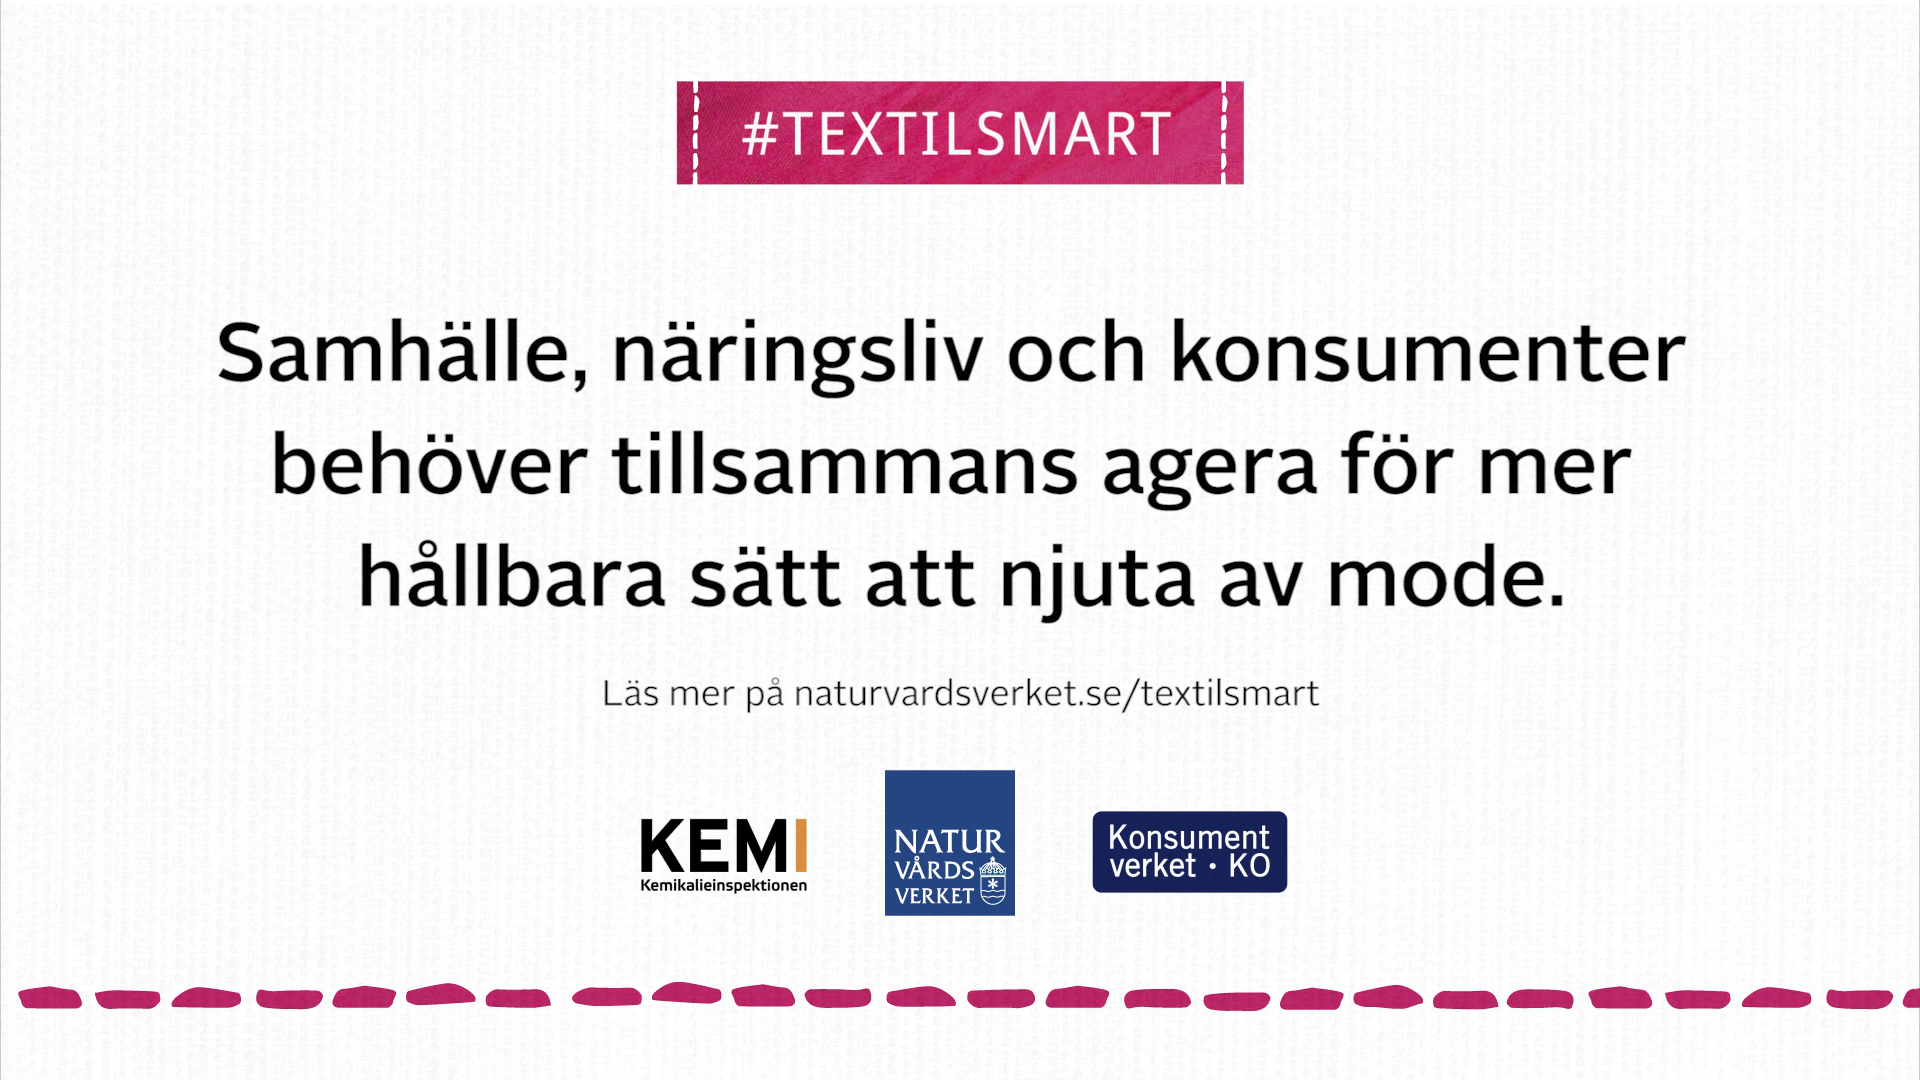 #TEXTILSMART
Samhälle, näringsliv och konsumenter
behöver tillsammans agera för mer
hållbara sätt att njuta av mode.
Läs mer på naturvardsverket.se/textilsmart
KEMI
Kemikalieinspektionen
NATUR
VÅRDS
VERKET
Konsument
verket • KO